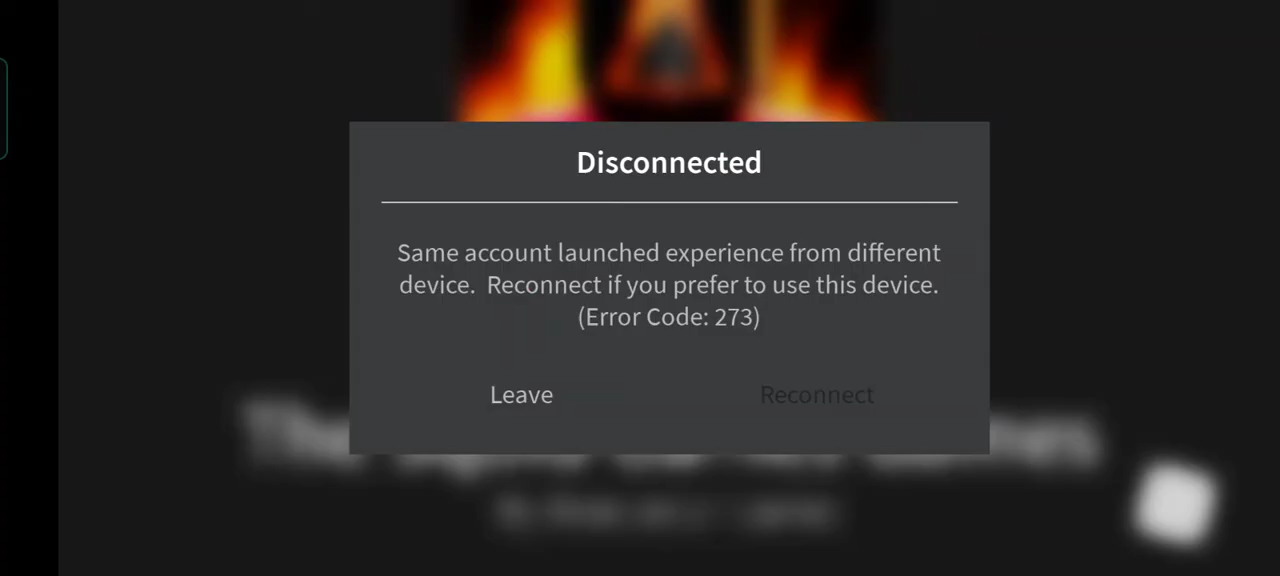 Disconnected
Same account launched experience from different
device.  Reconnect if you prefer to use this device.
(Error Code: 273)
Leave
Reconnect